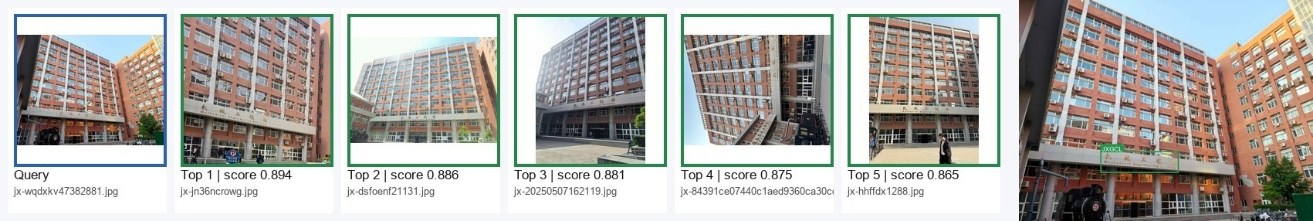 Query
jx-wqdxkv47382881.jpg
Top 1 | score 0.894
jx-jn36ncrowg.jpg
Top 2 | score 0.886
jx-dsfoenf21131.jpg
Top 3 | score 0.881
jx-20250507162119.jpg
Top 4 | score 0.875
jx-84391ce07440c1aed9360ca30c
Top 5 | score 0.865
jx-hhffdx1288.jpg
JXGCL